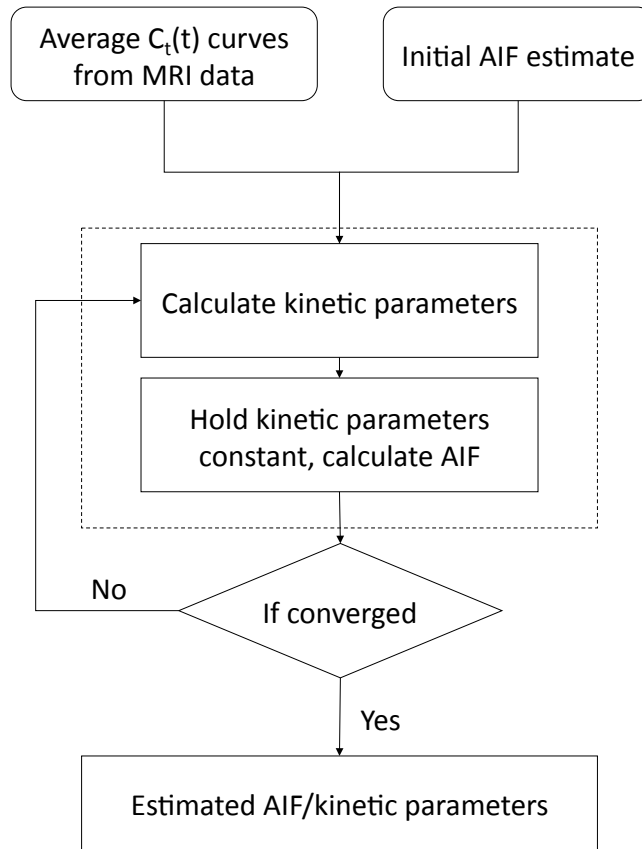 Average Cₜ(t) curves
from MRI data
Initial AIF estimate
Calculate kinetic parameters
Hold kinetic parameters
constant, calculate AIF
No
If converged
Yes
Estimated AIF/kinetic parameters